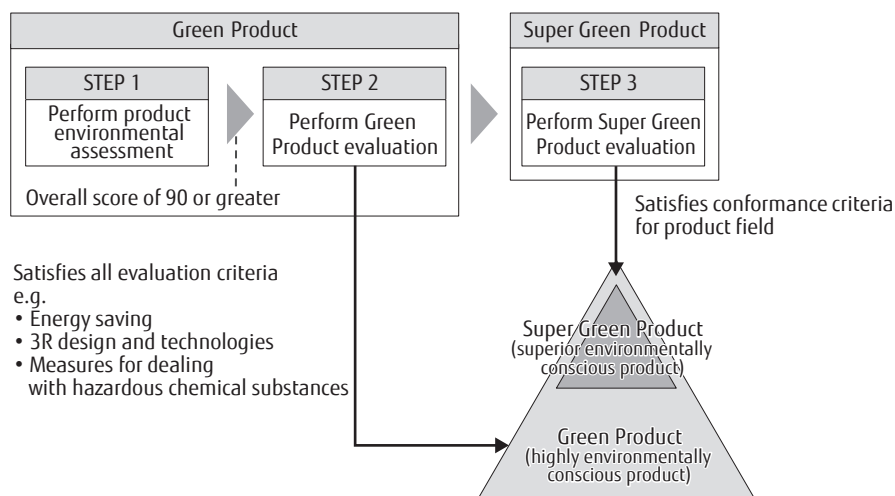 Green Product
STEP 1
Perform product
environmental
assessment
STEP 2
Perform Green
Product evaluation
Overall score of 90 or greater
Super Green Product
STEP 3
Perform Super Green
Product evaluation
Satisfies conformance criteria
for product field
Satisfies all evaluation criteria
e.g.
• Energy saving
• 3R design and technologies
• Measures for dealing
with hazardous chemical substances
Super Green Product
(superior environmentally
conscious product)
Green Product
(highly environmentally
conscious product)